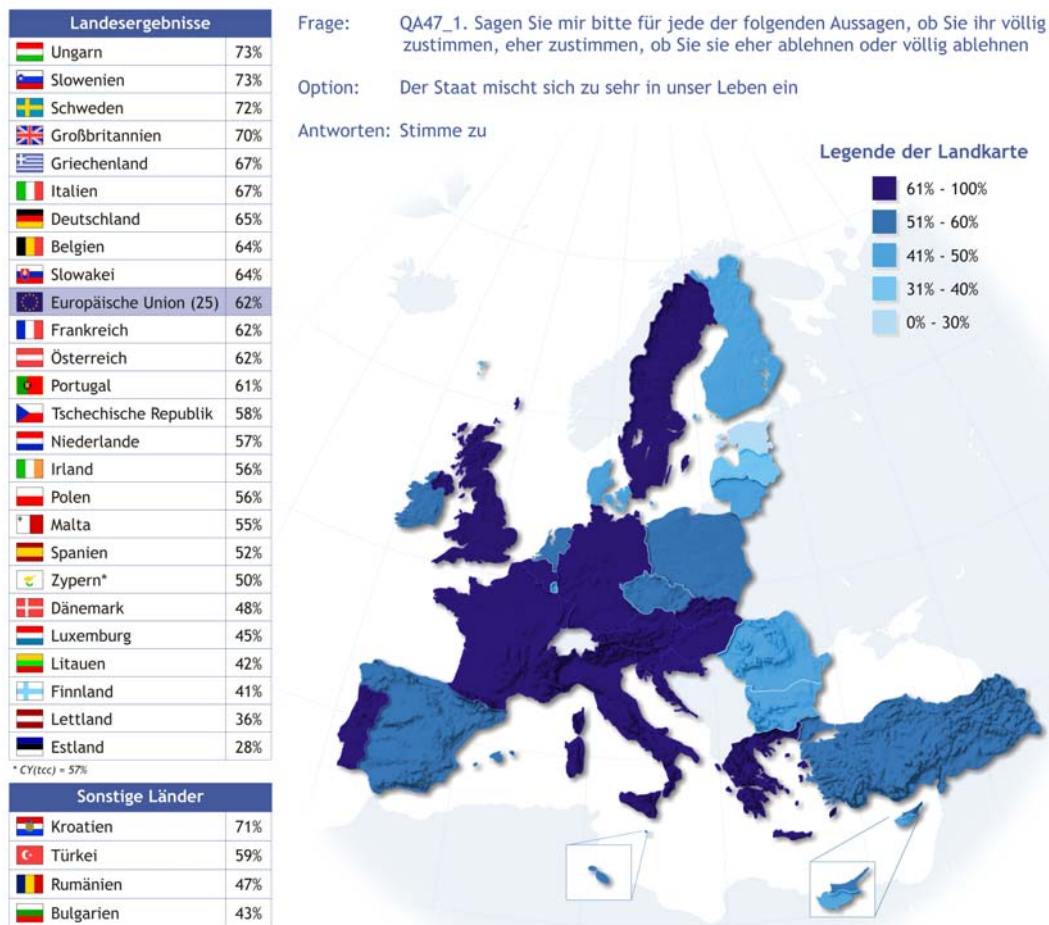 Landesergebnisse
Ungarn 73%
Slowenien 73%
Schweden 72%
Großbritannien 70%
Griechenland 67%
Italien 67%
Deutschland 65%
Belgien 64%
Slowakei 64%
Europäische Union (25) 62%
Frankreich 62%
Österreich 62%
Portugal 61%
Tschechische Republik 58%
Niederlande 57%
Irland 56%
Polen 56%
Malta 55%
Spanien 52%
Zypern* 50%
Dänemark 48%
Luxemburg 45%
Litauen 42%
Finnland 41%
Lettland 36%
Estland 28%
* CY(tcc) = 57%
Sonstige Länder
Kroatien 71%
Türkei 59%
Rumänien 47%
Bulgarien 43%
Frage: QA47_1. Sagen Sie mir bitte für jede der folgenden Aussagen, ob Sie ihr völlig
zustimmen, eher zustimmen, ob Sie sie eher ablehnen oder völlig ablehnen
Option: Der Staat mischt sich zu sehr in unser Leben ein
Antworten: Stimme zu
Legende der Landkarte
61% - 100%
51% - 60%
41% - 50%
31% - 40%
0% - 30%